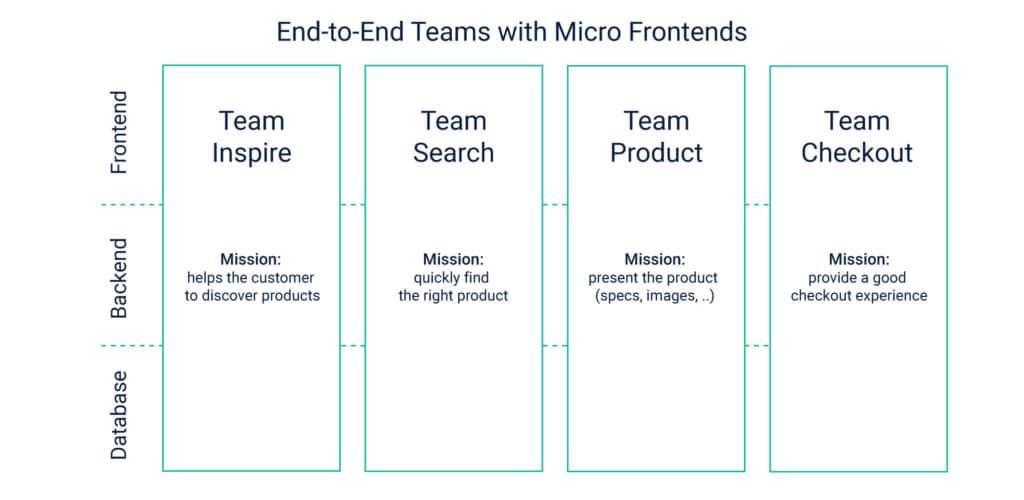 End-to-End Teams with Micro Frontends
Frontend
Team
Inspire
Team
Search
Team
Product
Team
Checkout
Backend
Mission:
helps the customer
to discover products
Mission:
quickly find
the right product
Mission:
present the product
(specs, images, ..)
Mission:
provide a good
checkout experience
Database